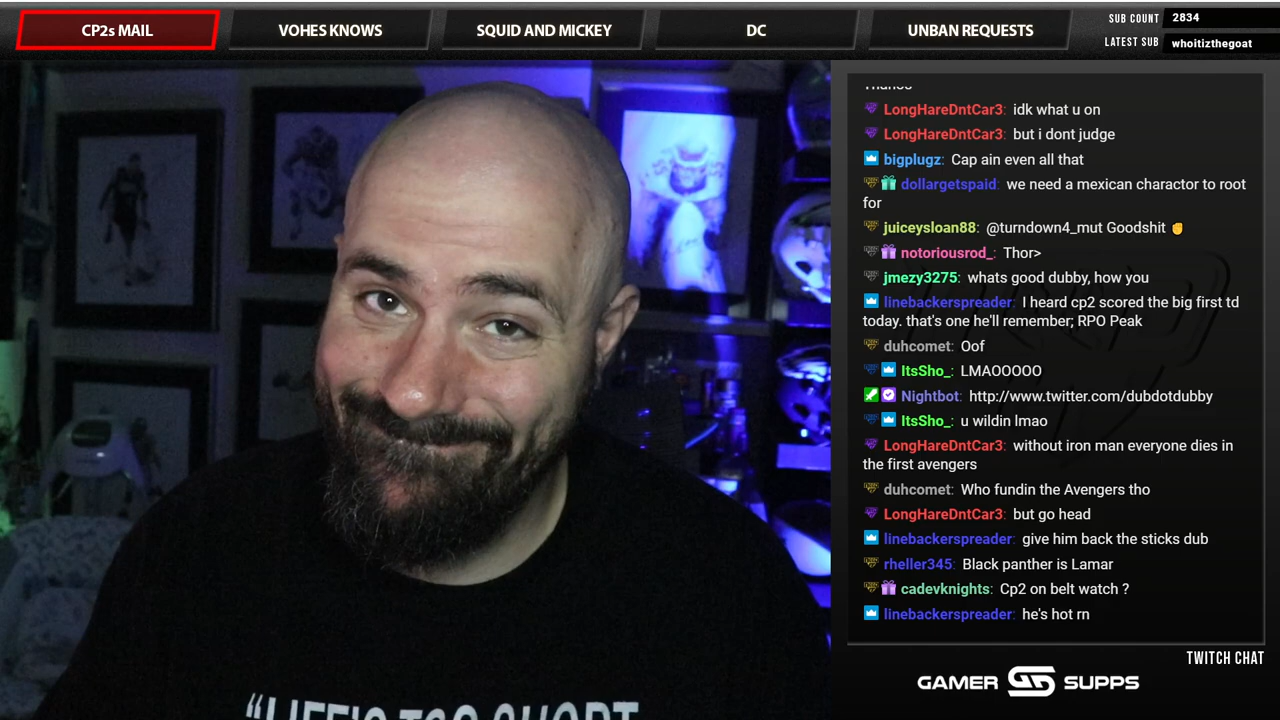 CP2s MAIL
VOHES KNOWS
SQUID AND MICKEY
DC
UNBAN REQUESTS
SUB COUNT 2834
LATEST SUB whoitizthegoat
LongHareDntCar3: idk what u on
LongHareDntCar3: but i dont judge
bigplugz: Cap ain even all that
dollargetspaid: we need a mexican charactor to root
for
juiceysloan88: @turndown4_mut Goodshit ✊
notoriousrod_: Thor>
jmezy3275: whats good dubby, how you
linebackerspreader: I heard cp2 scored the big first td
today. that's one he'll remember; RPO Peak
duhcomet: Oof
ItsSho_: LMAOOOOO
Nightbot: http://www.twitter.com/dubdotdubby
ItsSho_: u wildin lmao
LongHareDntCar3: without iron man everyone dies in
the first avengers
duhcomet: Who fundin the Avengers tho
LongHareDntCar3: but go head
linebackerspreader: give him back the sticks dub
rheller345: Black panther is Lamar
cadevknights: Cp2 on belt watch ?
linebackerspreader: he's hot rn
TWITCH CHAT
GAMER GS SUPPS
“LIFE'S TOO SHORT